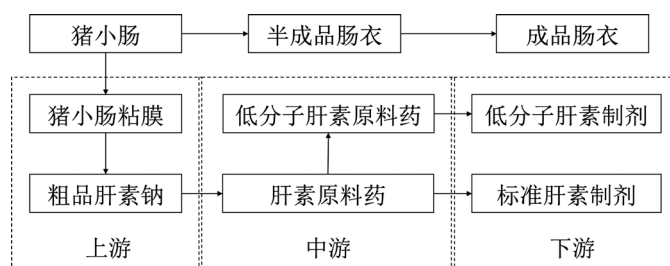 猪小肠
半成品肠衣
成品肠衣
猪小肠粘膜
低分子肝素原料药
低分子肝素制剂
粗品肝素钠
肝素原料药
标准肝素制剂
上游
中游
下游